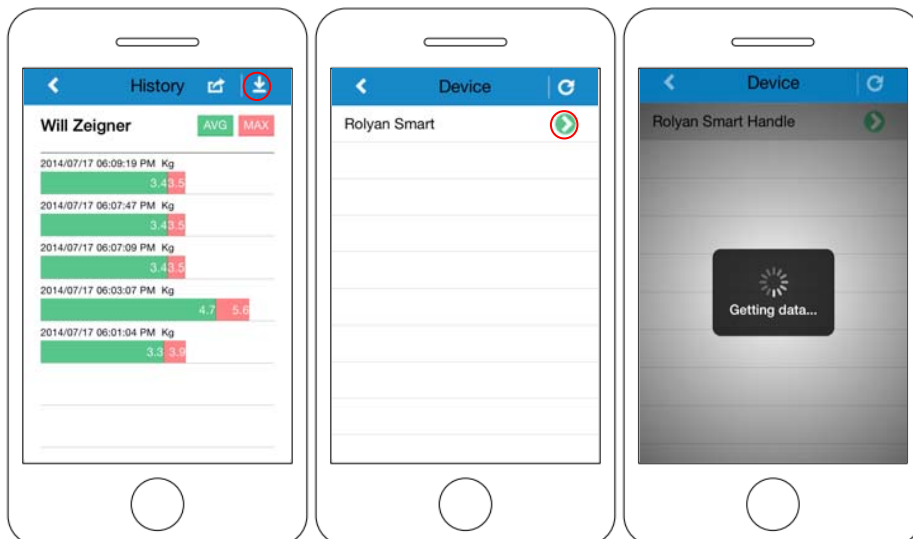 History
Will Zeigner AVG MAX
2014/07/17 06:09:19 PM Kg
3.4 3.5
2014/07/17 06:07:47 PM Kg
3.4 3.5
2014/07/17 06:07:09 PM Kg
3.4 3.5
2014/07/17 06:03:07 PM Kg
4.7 5.6
2014/07/17 06:01:04 PM Kg
3.3 3.9
Device
Rolyan Smart
Device
Rolyan Smart Handle
Getting data...